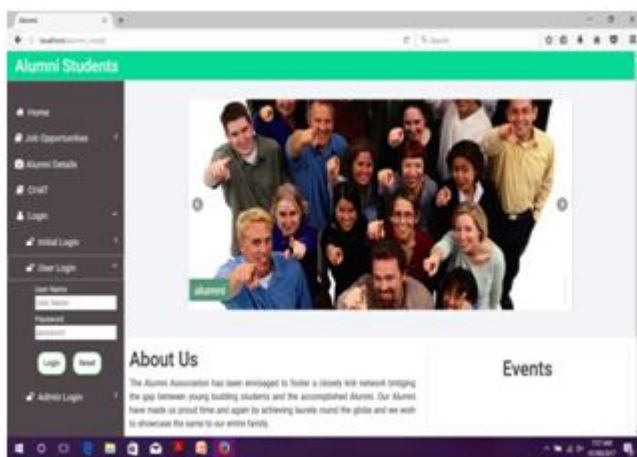 Alumni
Search
Alumni Students
Home
Job Opportunities
Alumni Details
CHAT
Login
Initial Login
User Login
User Name
User Name
Password
password
Login Reset
Admin Login
alumni
About Us
The Alumni Association has been envisaged to foster a closely knit network bridging
the gap between young budding students and the accomplished Alumni. Our Alumni
have made us proud time and again by achieving laurels round the globe and we wish
to showcase the same to our entire family.
Events